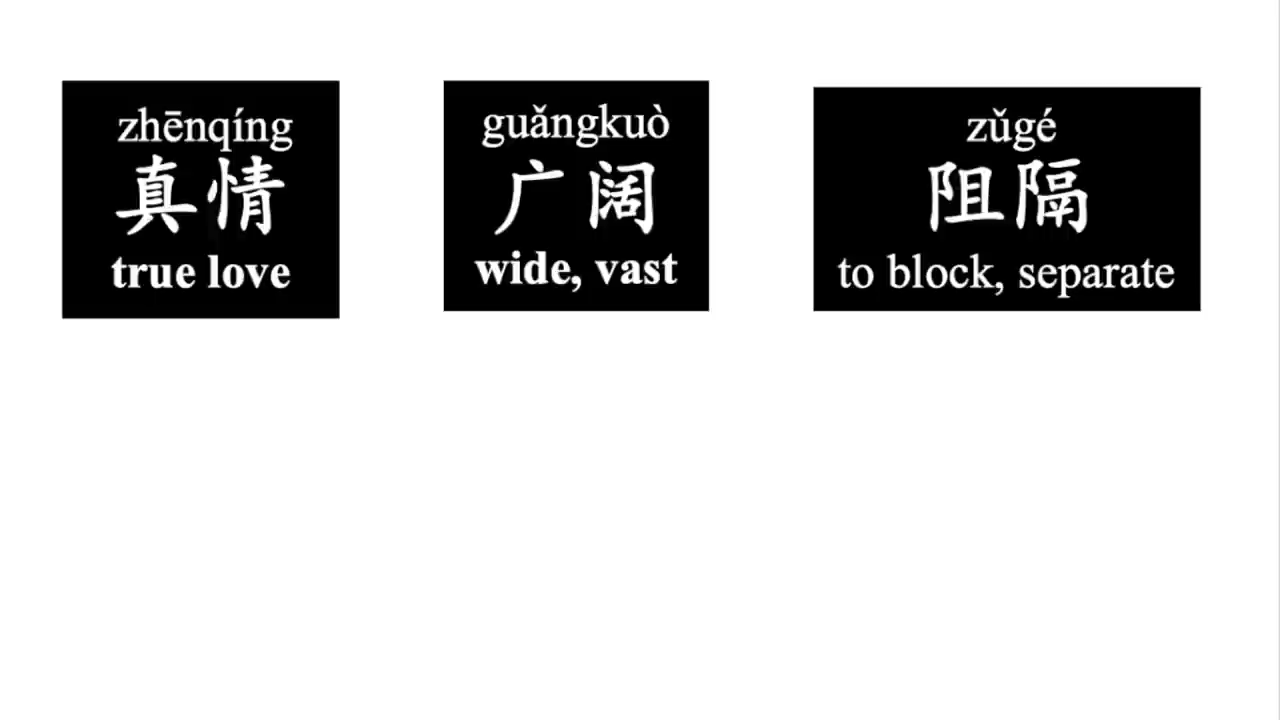 zhēnqíng
真情
true love
guǎngkuò
广阔
wide, vast
zǔgé
阻隔
to block, separate